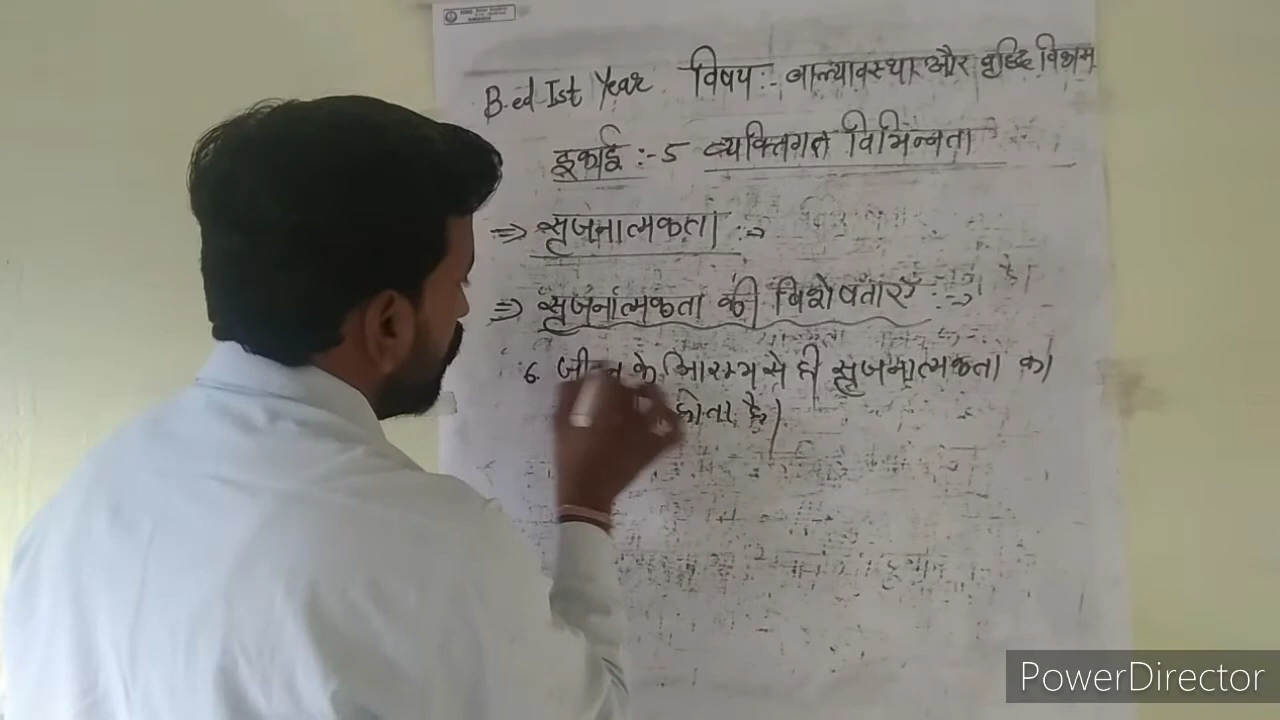 B.ed Ist Year विषय:- बाल्यावस्था और वृद्धि विकास
इकाई :- 5 व्यक्तिगत विभिन्नता
⇒ सृजनात्मकता :→
⇒ सृजनात्मकता की विशेषताएँ :→
6. जीवन के आरम्भ से ही सृजनात्मकता का
होता है।
PowerDirector